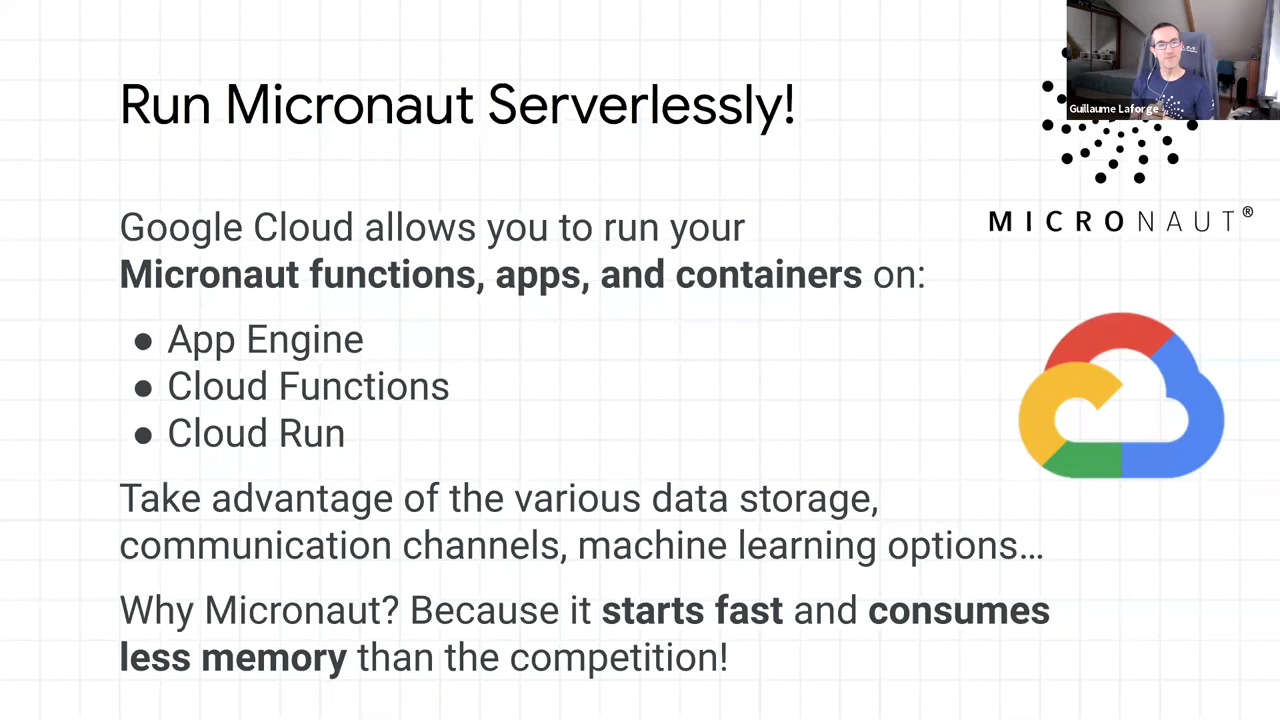 Run Micronaut Serverlessly!
Guillaume Laforge
MICRONAUT®
Google Cloud allows you to run your
Micronaut functions, apps, and containers on:
● App Engine
● Cloud Functions
● Cloud Run
Take advantage of the various data storage,
communication channels, machine learning options…
Why Micronaut? Because it starts fast and consumes
less memory than the competition!